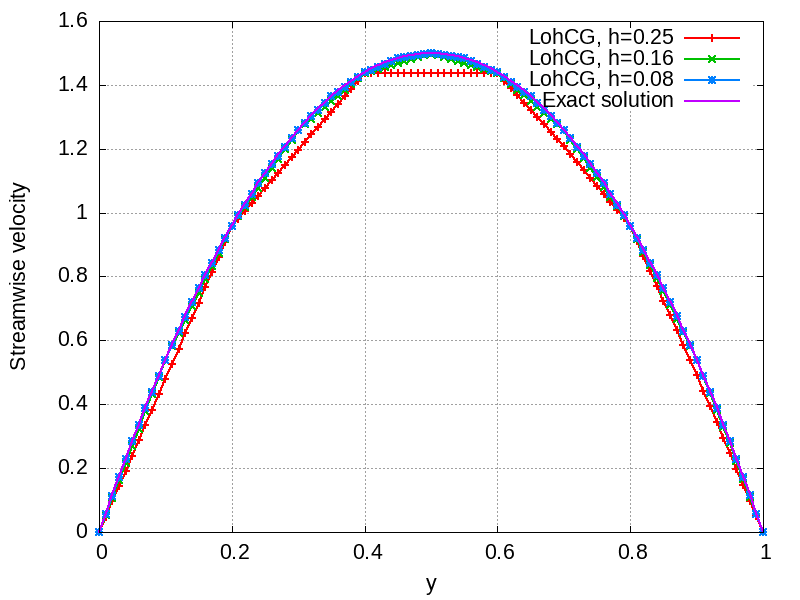 LohCG, h=0.25
LohCG, h=0.16
LohCG, h=0.08
Exact solution
1.6
1.4
1.2
1
0.8
0.6
0.4
0.2
0
Streamwise velocity
0 0.2 0.4 0.6 0.8 1
y